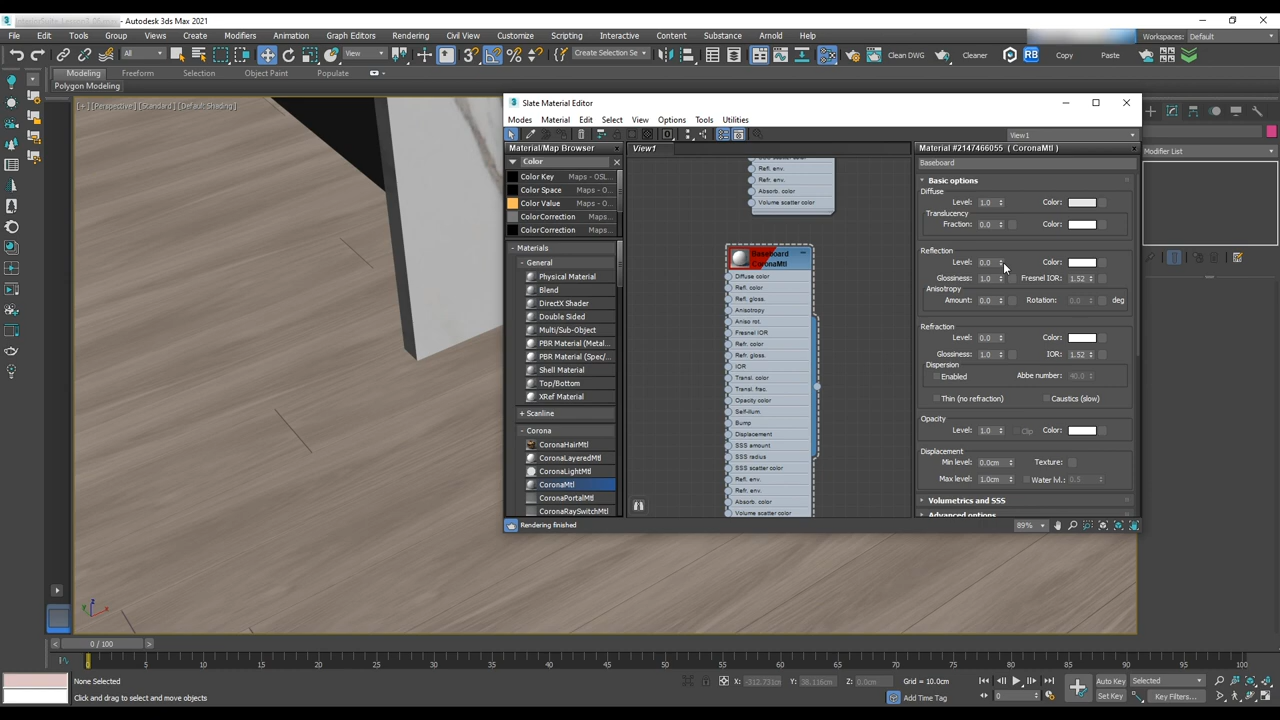 Autodesk 3ds Max 2021
File Edit Tools Group Views Create Modifiers Animation Graph Editors Rendering Civil View Customize Scripting Interactive Content Substance Arnold Help Workspaces: Default
All View Create Selection Se Clean DWG Cleaner RB Copy Paste
Modeling Freeform Selection Object Paint Populate
Polygon Modeling
[+] [Perspective] [Standard] [Default Shading]
Slate Material Editor
Modes Material Edit Select View Options Tools Utilities
View1
Material/Map Browser
Color
Color Key Maps - OSL...
Color Space Maps - O...
Color Value Maps - O...
ColorCorrection Maps...
ColorCorrection Maps...
- Materials
- General
Physical Material
Blend
DirectX Shader
Double Sided
Multi/Sub-Object
PBR Material (Metal...
PBR Material (Spec/...
Shell Material
Top/Bottom
XRef Material
+ Scanline
- Corona
CoronaHairMtl
CoronaLayeredMtl
CoronaLightMtl
CoronaMtl
CoronaPortalMtl
CoronaRaySwitchMtl
Rendering finished
View1
Refl. env.
Refr. env.
Absorb. color
Volume scatter color
Baseboard
CoronaMtl
Diffuse color
Refl. color
Refl. gloss.
Anisotropy
Aniso rot.
Fresnel IOR
Refr. color
Refr. gloss.
IOR
Transl. color
Transl. frac.
Opacity color
Self-Illum.
Bump
Displacement
SSS amount
SSS radius
SSS scatter color
Refl. env.
Refr. env.
Absorb. color
Volume scatter color
89%
Material #2147466055 ( CoronaMtl )
Baseboard
Basic options
Diffuse
Level: 1.0 Color:
Translucency
Fraction: 0.0 Color:
Reflection
Level: 0.0 Color:
Glossiness: 1.0 Fresnel IOR: 1.52
Anisotropy
Amount: 0.0 Rotation: 0.0 deg
Refraction
Level: 0.0 Color:
Glossiness: 1.0 IOR: 1.52
Dispersion
Enabled Abbe number: 40.0
Thin (no refraction) Caustics (slow)
Opacity
Level: 1.0 Clip Color:
Displacement
Min level: 0.0cm Texture:
Max level: 1.0cm Water lvl.: 0.5
Volumetrics and SSS
Advanced options
Modifier List
z
y x
0 / 100
0 5 10 15 20 25 30 35 40 45 50 55 60 65 70 75 80 85 90 95 100
None Selected
Click and drag to select and move objects
X: -312.731cm Y: 38.116cm Z: 0.0cm Grid = 10.0cm
Add Time Tag
0
Auto Key Selected
Set Key Key Filters...